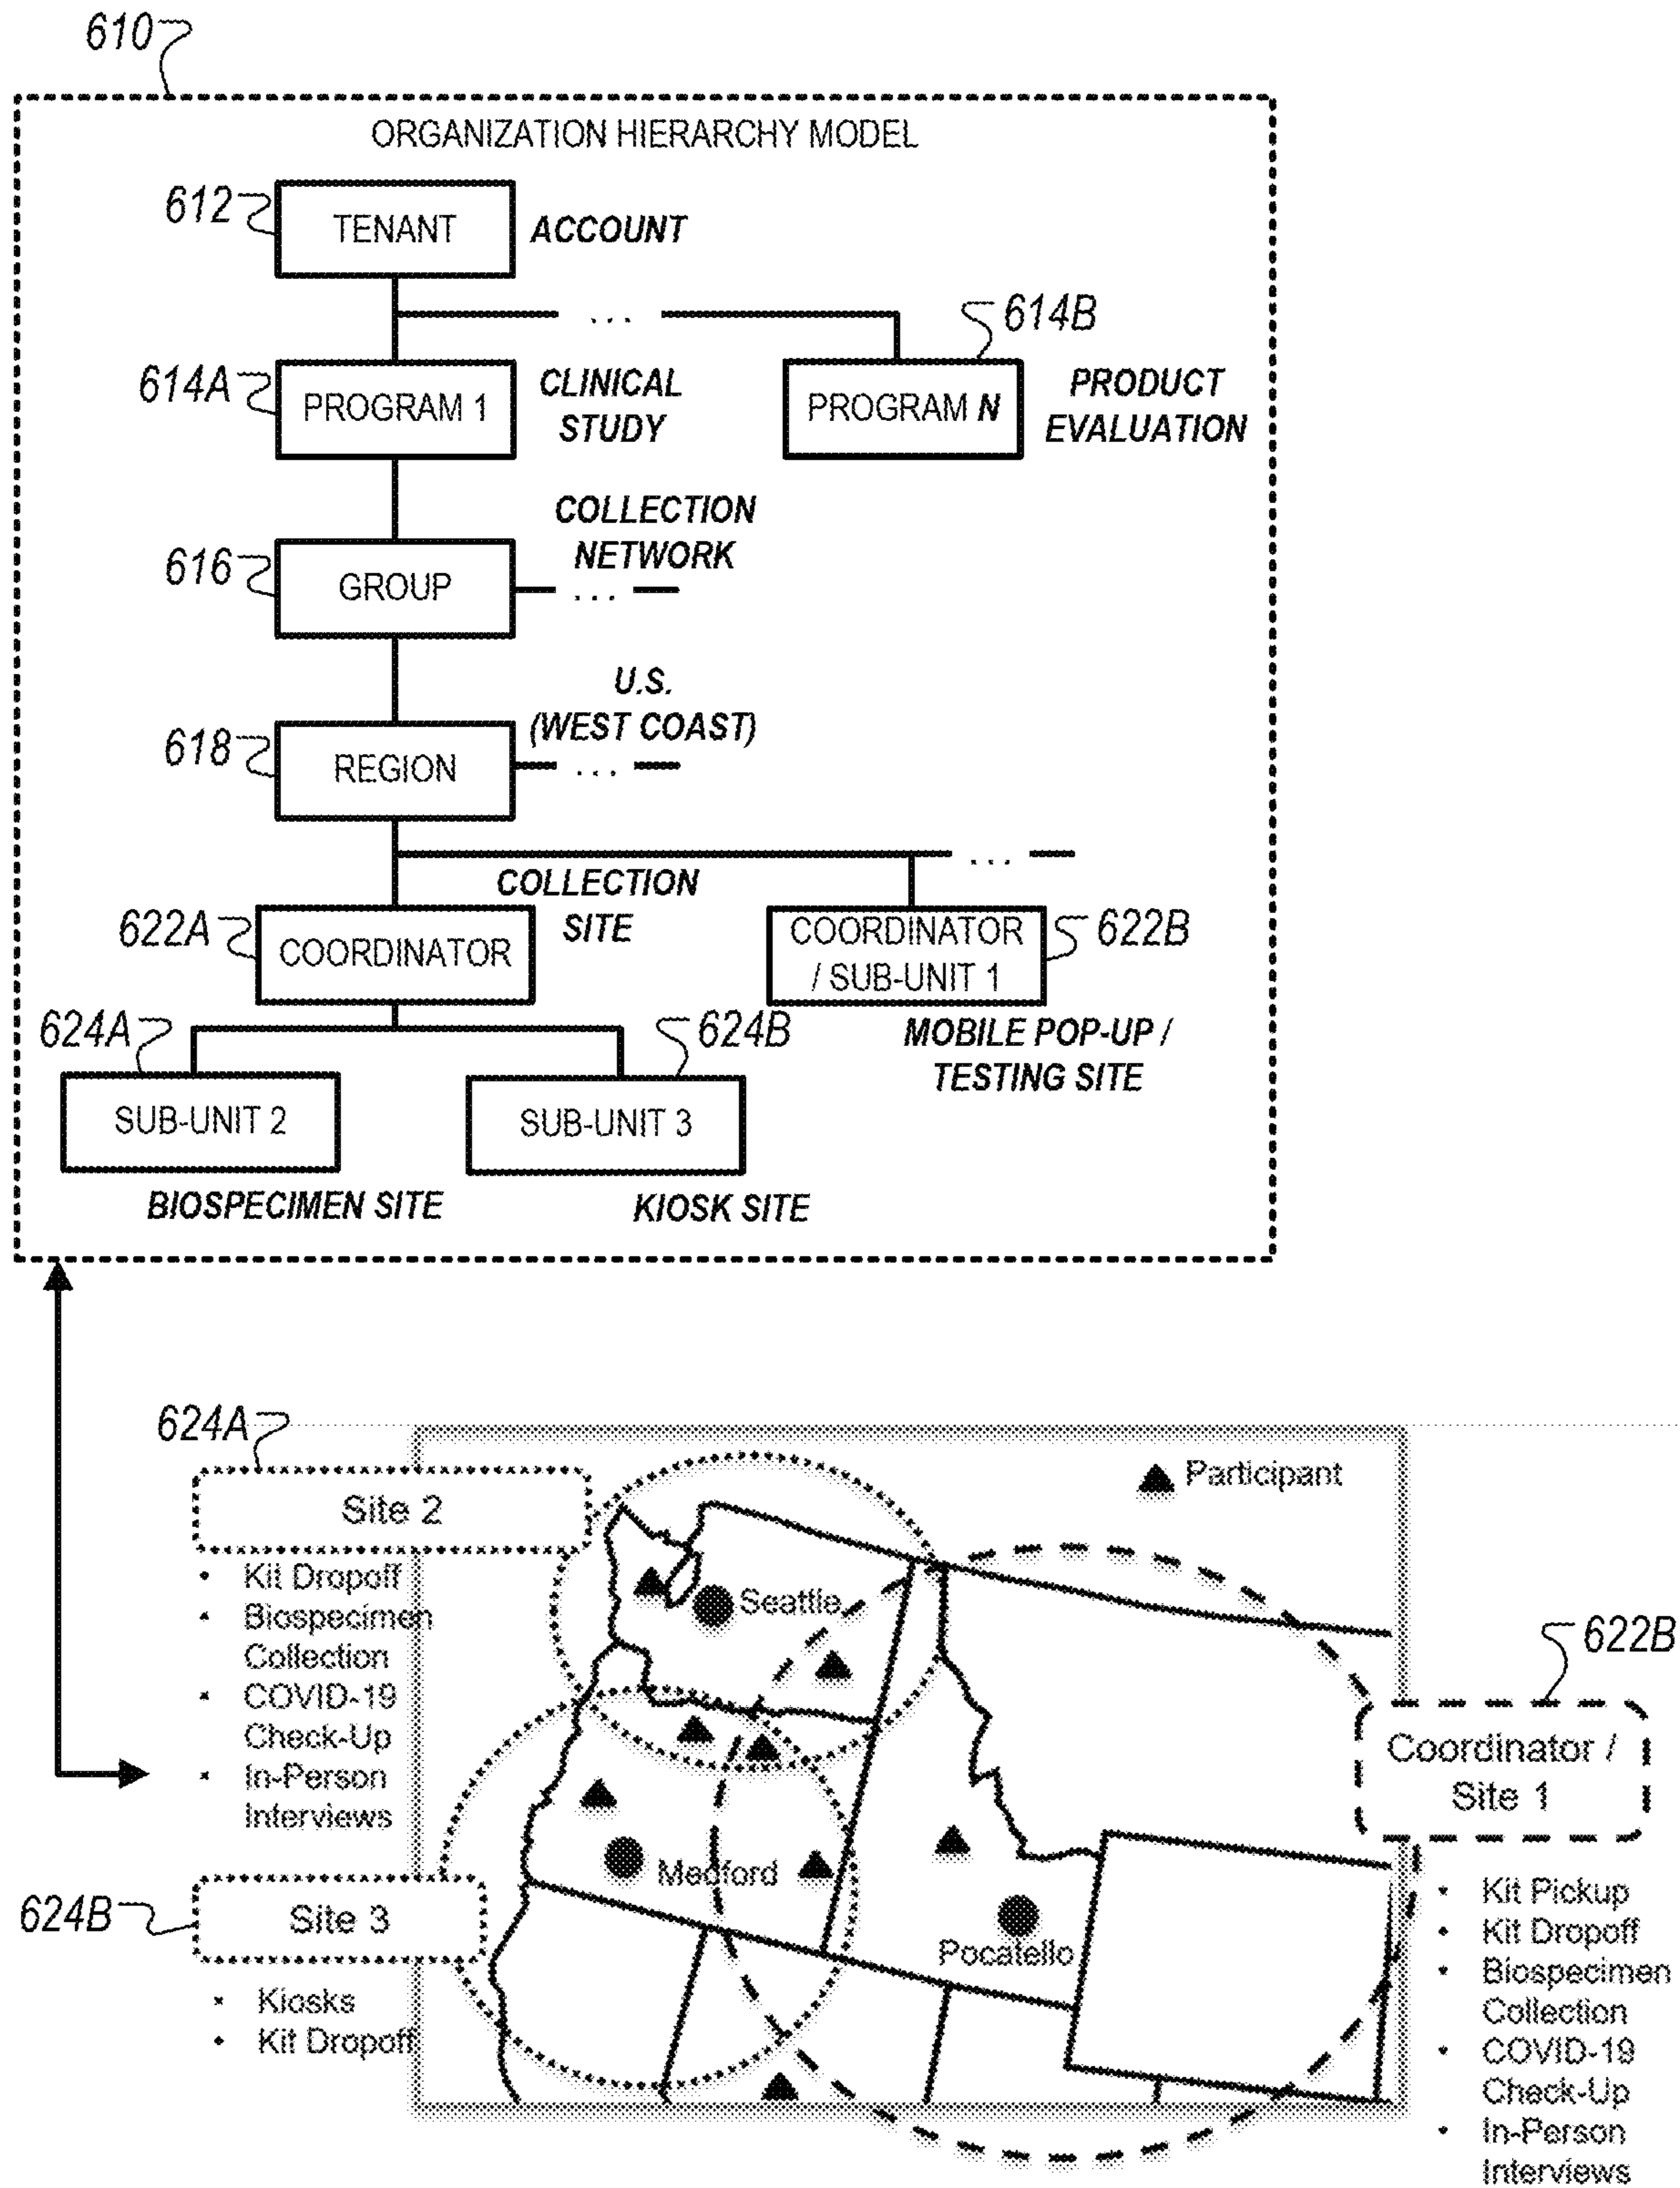 610
ORGANIZATION HIERARCHY MODEL
612
TENANT
ACCOUNT
...
614B
614A
PROGRAM 1
CLINICAL
STUDY
PROGRAM N
PRODUCT
EVALUATION
616
GROUP
COLLECTION
NETWORK
...
618
REGION
U.S.
(WEST COAST)
...
...
622A
COORDINATOR
COLLECTION
SITE
COORDINATOR
/ SUB-UNIT 1
622B
MOBILE POP-UP /
TESTING SITE
624A
624B
SUB-UNIT 2
SUB-UNIT 3
BIOSPECIMEN SITE
KIOSK SITE
624A
Site 2
• Kit Dropoff
• Biospecimen
Collection
• COVID-19
Check-Up
• In-Person
Interviews
624B
Site 3
• Kiosks
• Kit Dropoff
Participant
Seattle
Medford
Pocatello
622B
Coordinator /
Site 1
• Kit Pickup
• Kit Dropoff
• Biospecimen
Collection
• COVID-19
Check-Up
• In-Person
Interviews